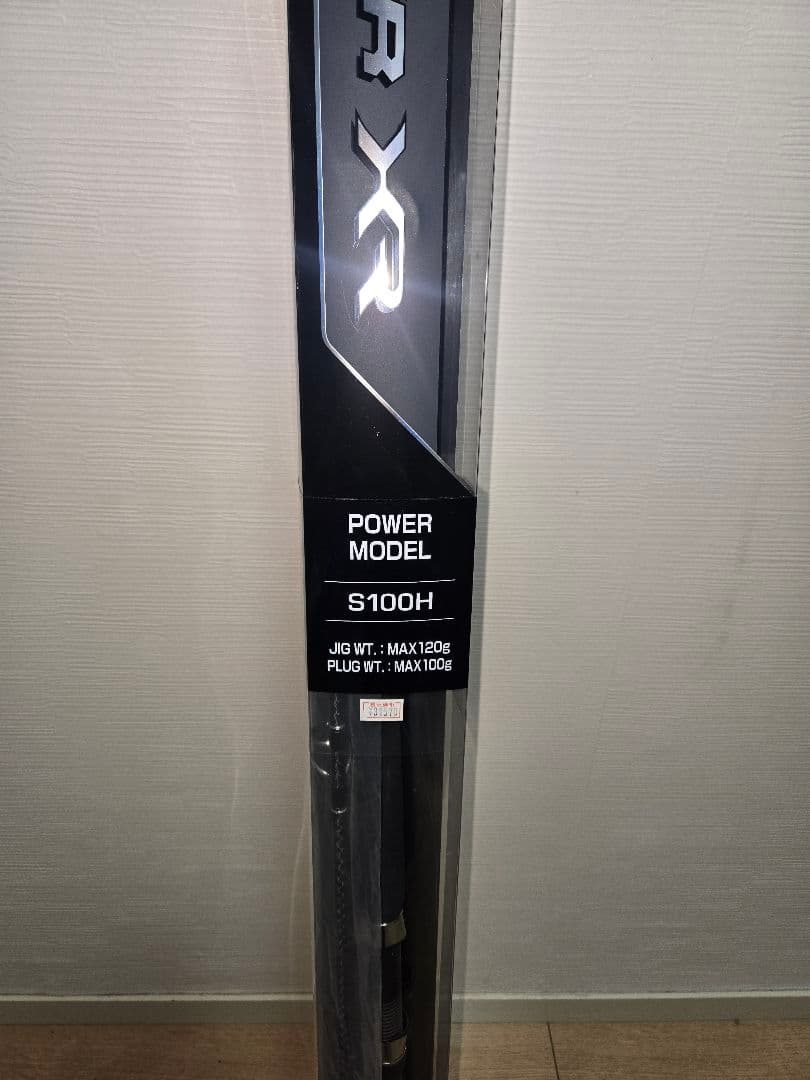 R XR
POWER
MODEL
S100H
JIG WT. : MAX120g
PLUG WT. : MAX100g